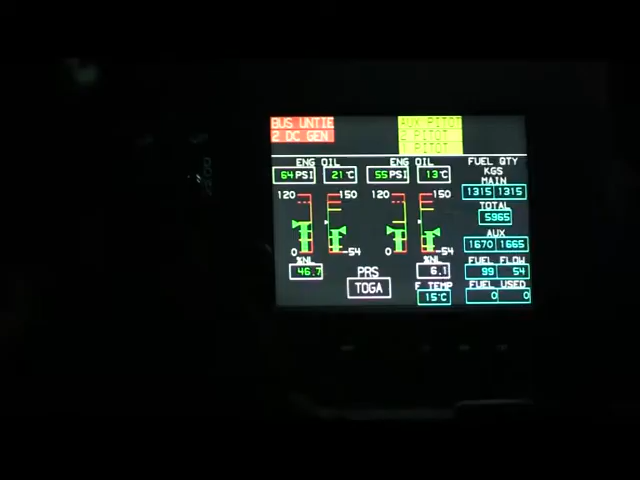 BUS UNTIE
2 DC GEN
AUX PITOT
PITOT
PITOT
ENG OIL
ENG OIL
FUEL QTY
KGS
MAIN
64 PSI 21 °C 55 PSI 13 °C
1315 1315
120 150 120 150
TOTAL
5965
AUX
1670 1665
0 -54 0 -54
%NL %NL
FUEL FLOW
46.7 6.1
99 54
PRS
TOGA
F TEMP
15°C
FUEL USED
0 0